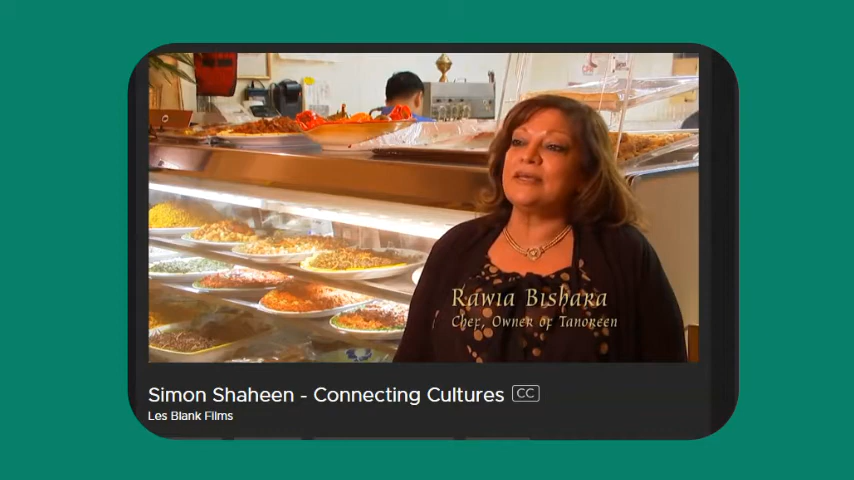 Rawia Bishara
Chef, Owner of Tanoreen
Simon Shaheen - Connecting Cultures CC
Les Blank Films